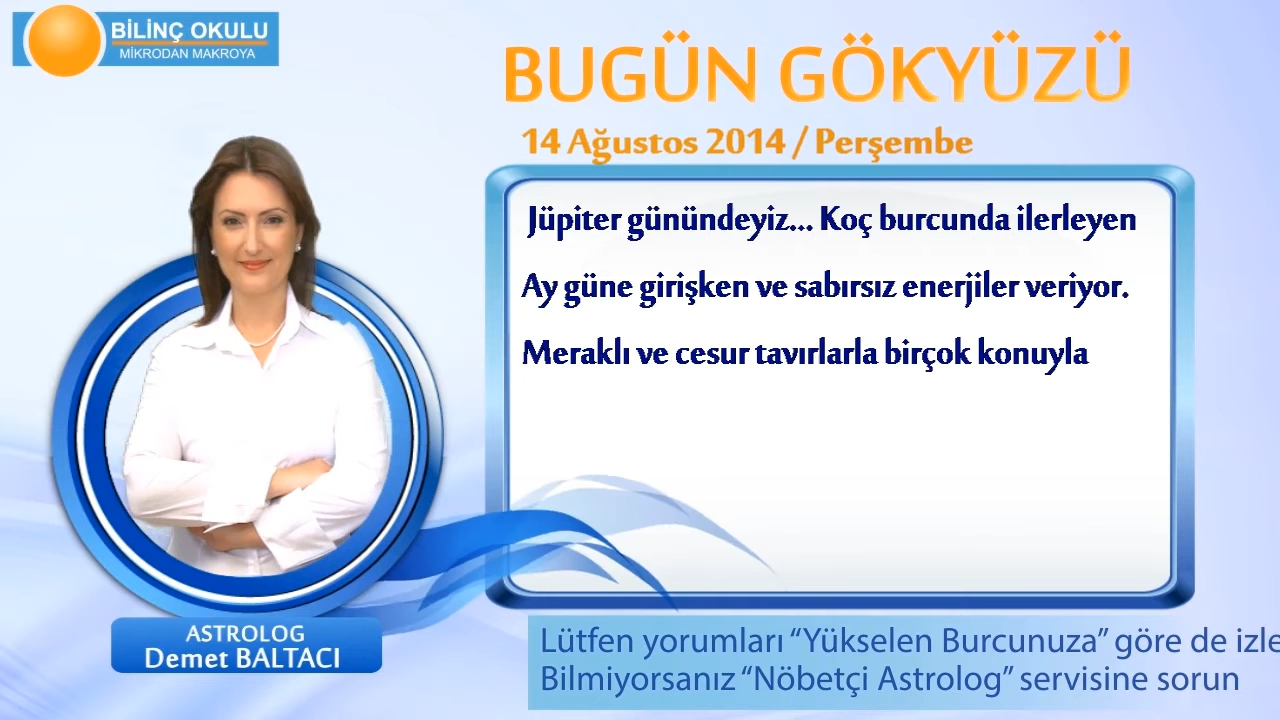 BİLİNÇ OKULU
MİKRODAN MAKROYA
BUGÜN GÖKYÜZÜ
14 Ağustos 2014 / Perşembe
Jüpiter günündeyiz... Koç burcunda ilerleyen
Ay güne girişken ve sabırsız enerjiler veriyor.
Meraklı ve cesur tavırlarla birçok konuyla
ASTROLOG
Demet BALTACI
Lütfen yorumları “Yükselen Burcunuza” göre de izle
Bilmiyorsanız “Nöbetçi Astrolog” servisine sorun